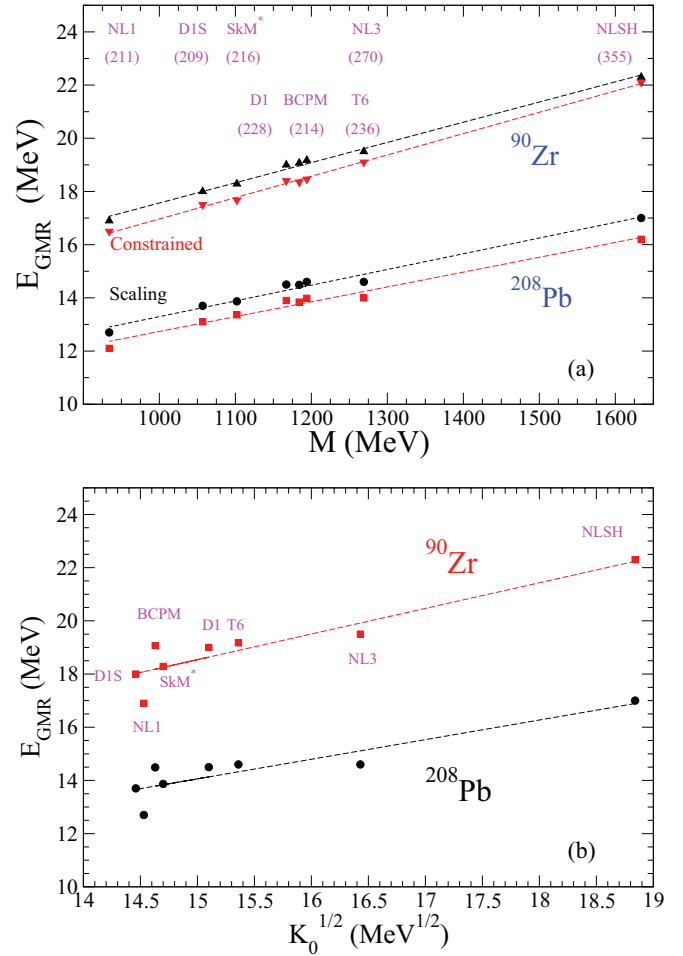 NL1 D1S SkM* NL3 NLSH
(211) (209) (216) (270) (355)
D1 BCPM T6
(228) (214) (236)
24
22
20
18
16
14
12
10
E_GMR (MeV)
90Zr
Constrained
Scaling
208Pb
(a)
1000 1100 1200 1300 1400 1500 1600
M (MeV)
24
22
20
18
16
14
12
10
E_GMR (MeV)
NLSH
90Zr
BCPM
D1 T6
D1S SkM*
NL3
NL1
208Pb
(b)
14 14.5 15 15.5 16 16.5 17 17.5 18 18.5 19
K_0^1/2 (MeV^1/2)